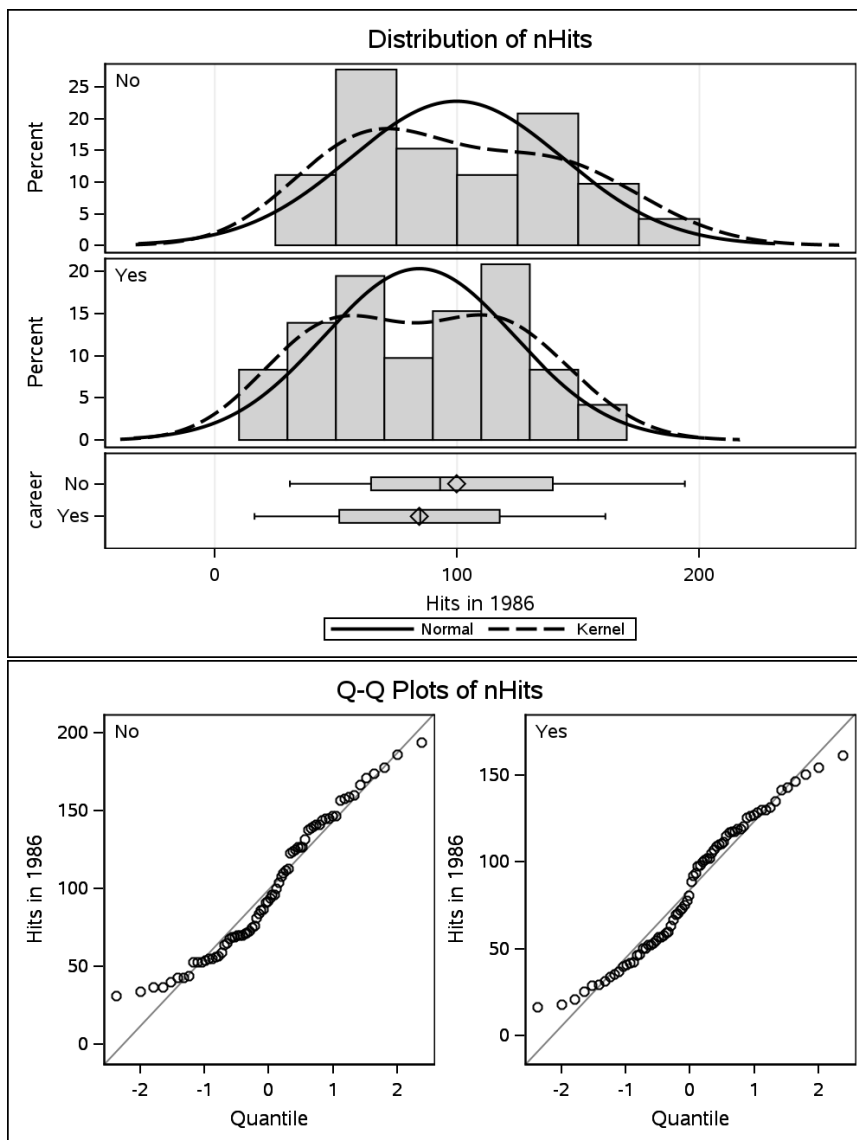 Distribution of nHits
No
25
20
15
10
5
0
Percent
Yes
20
15
10
5
0
Percent
career
No
Yes
0 100 200
Hits in 1986
Normal Kernel
Q-Q Plots of nHits
No
200
150
100
50
0
Hits in 1986
-2 -1 0 1 2
Quantile
Yes
150
100
50
0
Hits in 1986
-2 -1 0 1 2
Quantile